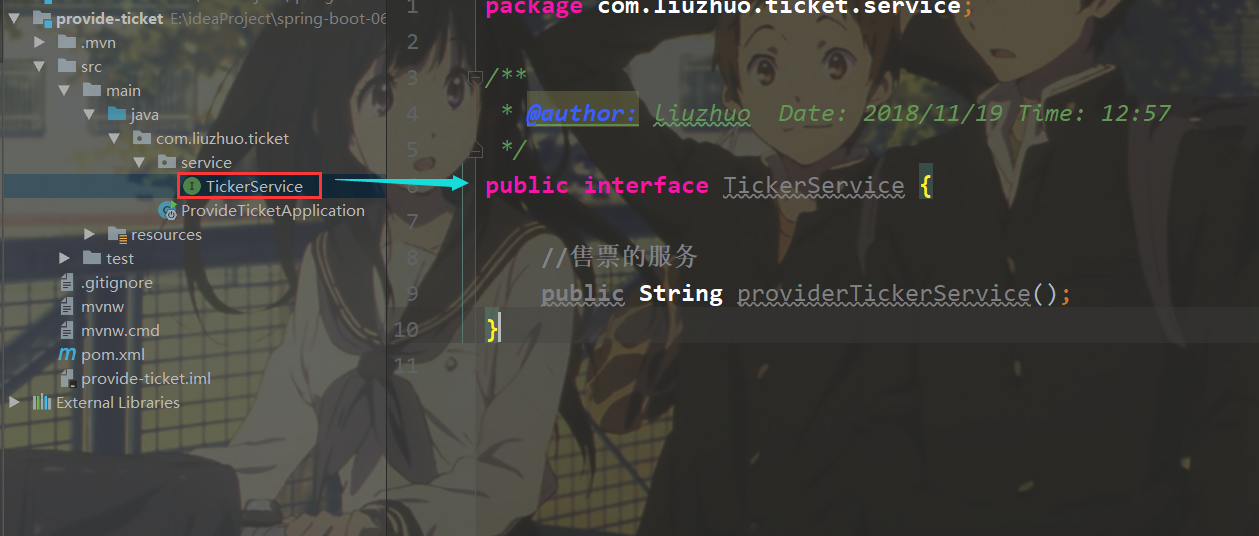 provide-ticket E:\ideaProject\spring-boot-06
.mvn
src
main
java
com.liuzhuo.ticket
service
TickerService
ProvideTicketApplication
resources
test
.gitignore
mvnw
mvnw.cmd
pom.xml
provide-ticket.iml
External Libraries
1 package com.liuzhuo.ticket.service;
2
3 /**
4 * @author: liuzhuo Date: 2018/11/19 Time: 12:57
5 */
6 public interface TickerService {
7
8 //售票的服务
9 public String providerTickerService();
10 }
11